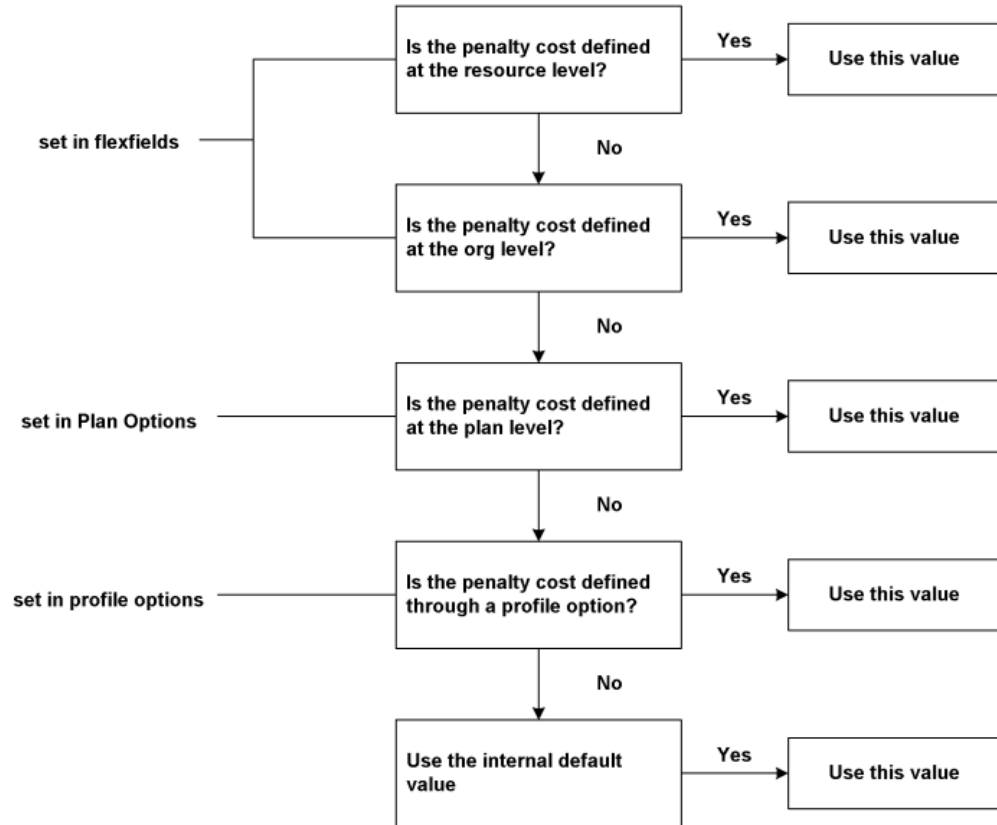 Is the penalty cost defined
at the resource level?
Yes
Use this value
set in flexfields
No
Is the penalty cost defined
at the org level?
Yes
Use this value
No
set in Plan Options
Is the penalty cost defined
at the plan level?
Yes
Use this value
No
set in profile options
Is the penalty cost defined
through a profile option?
Yes
Use this value
No
Use the internal default
value
Yes
Use this value